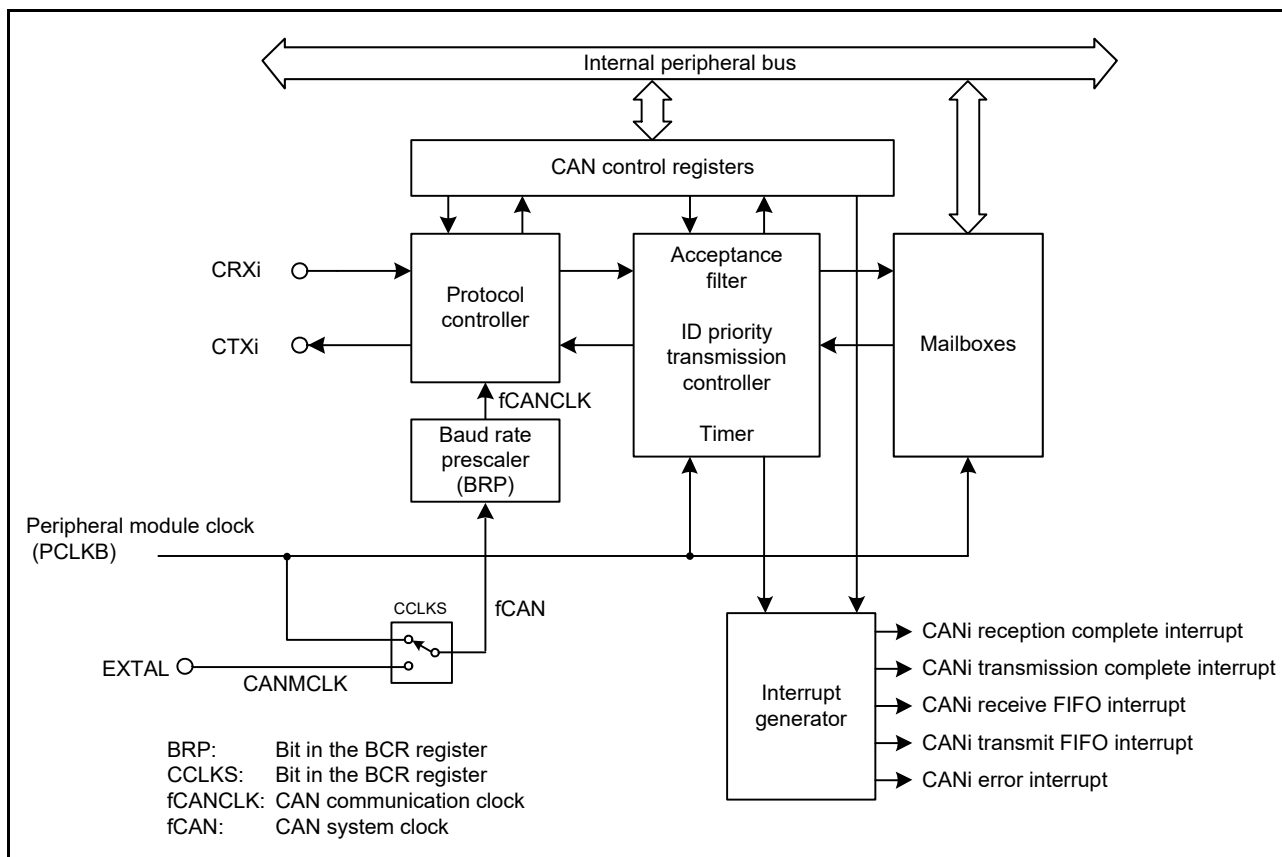 Internal peripheral bus
CAN control registers
CRXi
CTXi
Protocol
controller
Acceptance
filter
ID priority
transmission
controller
Timer
Mailboxes
fCANCLK
Baud rate
prescaler
(BRP)
Peripheral module clock
(PCLKB)
CCLKS
fCAN
EXTAL
CANMCLK
Interrupt
generator
CANi reception complete interrupt
CANi transmission complete interrupt
CANi receive FIFO interrupt
CANi transmit FIFO interrupt
CANi error interrupt
BRP: Bit in the BCR register
CCLKS: Bit in the BCR register
fCANCLK: CAN communication clock
fCAN: CAN system clock